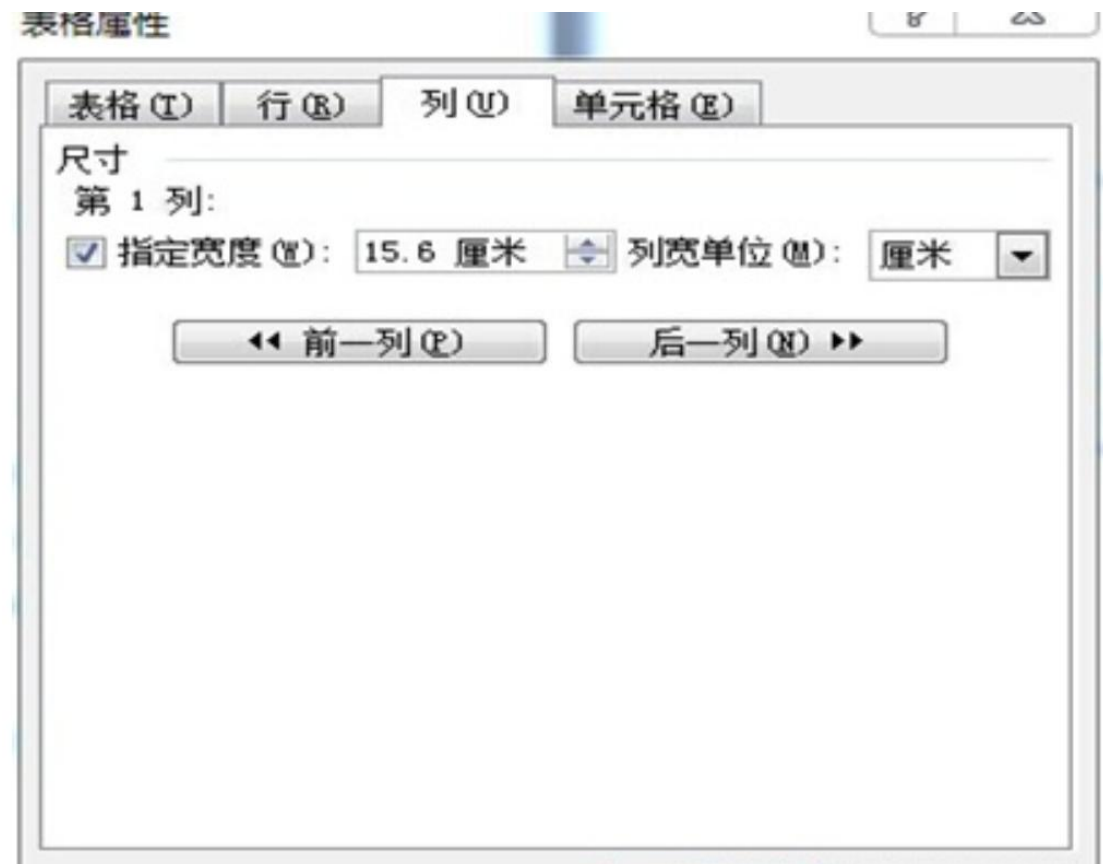 表格属性
表格(T) 行(R) 列(U) 单元格(E)
尺寸
第 1 列:
指定宽度(W): 15.6 厘米 列宽单位(M): 厘米
前一列(P) 后一列(N)